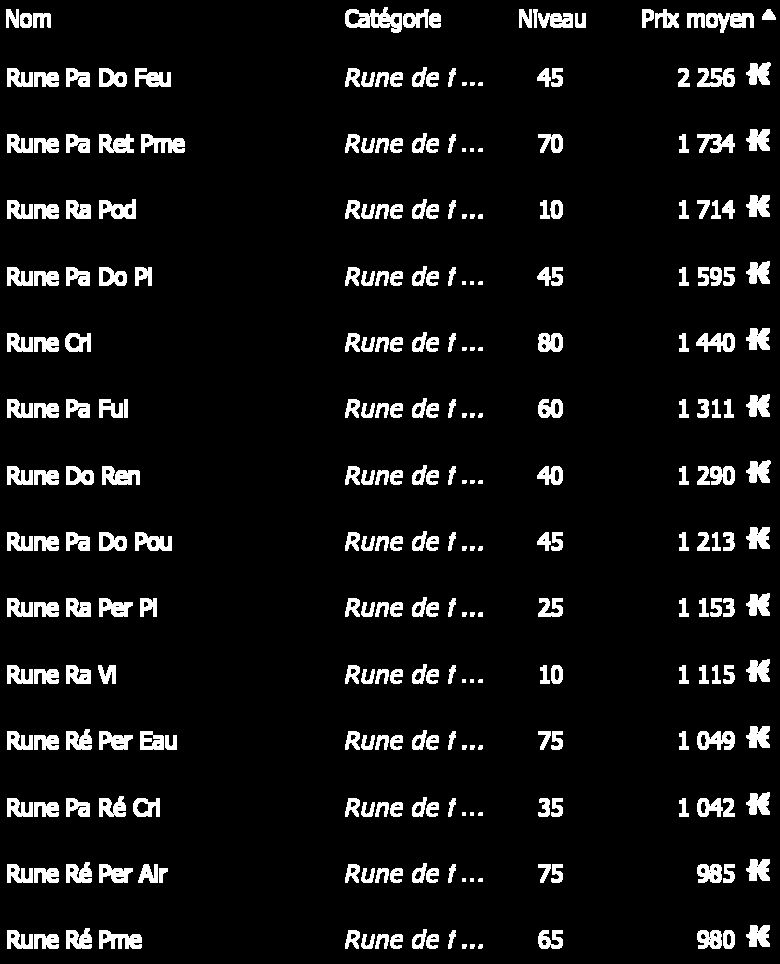 Nom Catégorie Niveau Prix moyen
Rune Pa Do Feu Rune de f ... 45 2 256
Rune Pa Ret Pme Rune de f ... 70 1 734
Rune Ra Pod Rune de f ... 10 1 714
Rune Pa Do Pi Rune de f ... 45 1 595
Rune Cri Rune de f ... 80 1 440
Rune Pa Fui Rune de f ... 60 1 311
Rune Do Ren Rune de f ... 40 1 290
Rune Pa Do Pou Rune de f ... 45 1 213
Rune Ra Per Pi Rune de f ... 25 1 153
Rune Ra Vi Rune de f ... 10 1 115
Rune Ré Per Eau Rune de f ... 75 1 049
Rune Pa Ré Cri Rune de f ... 35 1 042
Rune Ré Per Air Rune de f ... 75 985
Rune Ré Pme Rune de f ... 65 980